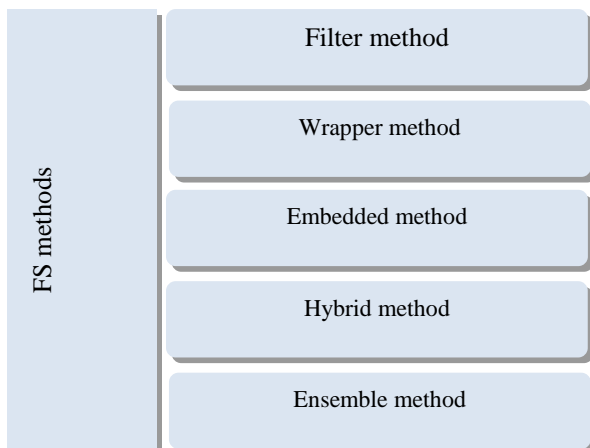 FS methods
Filter method
Wrapper method
Embedded method
Hybrid method
Ensemble method